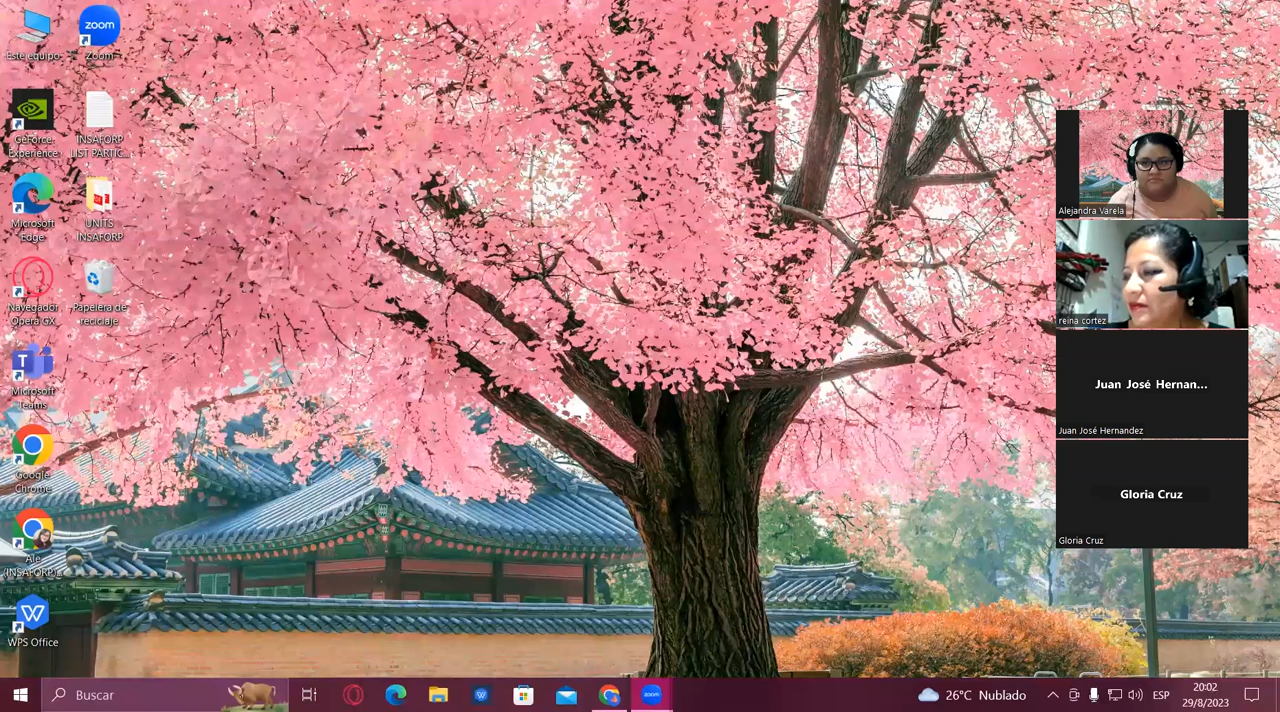 Este equipo
zoom
Zoom
GeForce
Experience
INSAFORP
LIST PARTIC...
Microsoft
Edge
UNITS
INSAFORP
Navegador
Opera GX
Papelera de
reciclaje
Microsoft
Teams
Google
Chrome
Ale
(INSAFORP)
WPS Office
Alejandra Varela
reina cortez
Juan José Hernan...
Juan José Hernandez
Gloria Cruz
Gloria Cruz
Buscar
zoom
26°C Nublado
ESP
20:02
29/8/2023